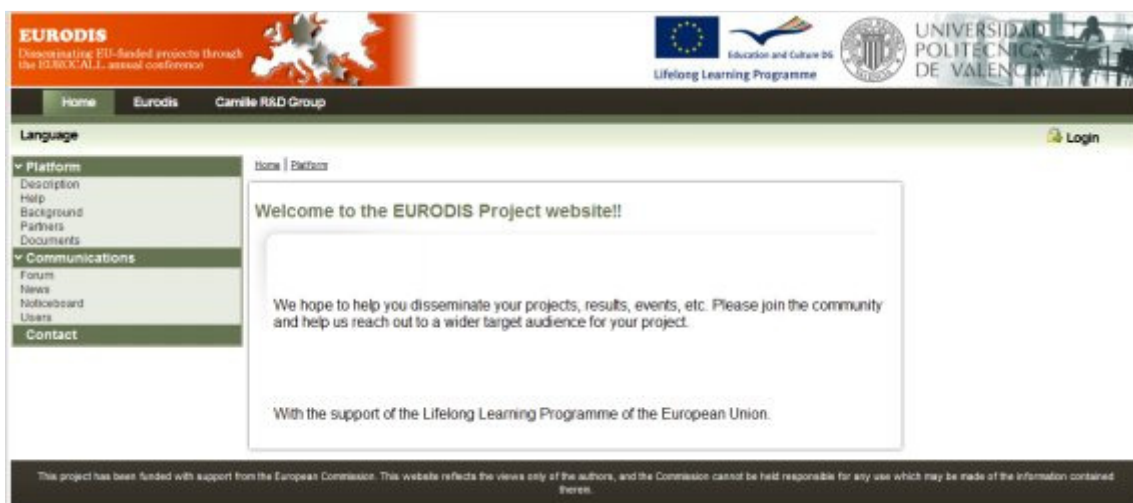 EURODIS
Disseminating EU-funded projects through
the EUROCALL annual conference
Education and Culture DG
Lifelong Learning Programme
UNIVERSIDAD
POLITECNICA
DE VALENCIA
Home Eurodis Camille R&D Group
Language
Login
Platform
Description
Help
Background
Partners
Documents
Communications
Forum
News
Noticeboard
Users
Contact
Home | Platform
Welcome to the EURODIS Project website!!
We hope to help you disseminate your projects, results, events, etc. Please join the community
and help us reach out to a wider target audience for your project.
With the support of the Lifelong Learning Programme of the European Union.
This project has been funded with support from the European Commission. This website reflects the views only of the authors, and the Commission cannot be held responsible for any use which may be made of the information contained
therein.